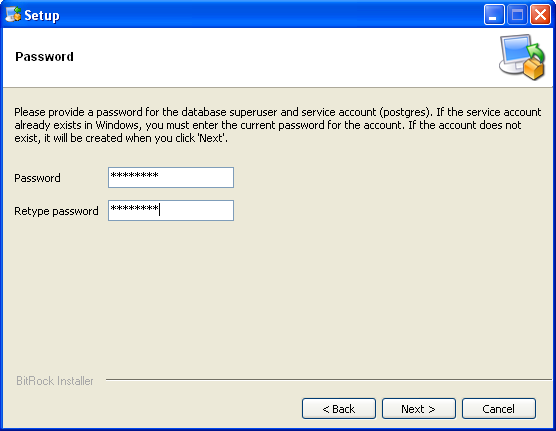 Setup
Password
Please provide a password for the database superuser and service account (postgres). If the service account
already exists in Windows, you must enter the current password for the account. If the account does not
exist, it will be created when you click 'Next'.
Password ********
Retype password ********
BitRock Installer
< Back Next > Cancel